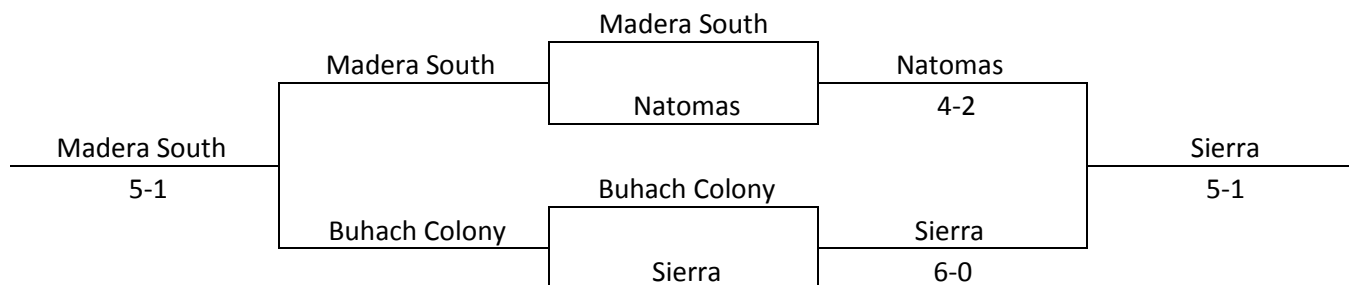 Madera South
Madera South Natomas
Natomas 4-2
Madera South Sierra
5-1 Buhach Colony 5-1
Buhach Colony Sierra
Sierra 6-0